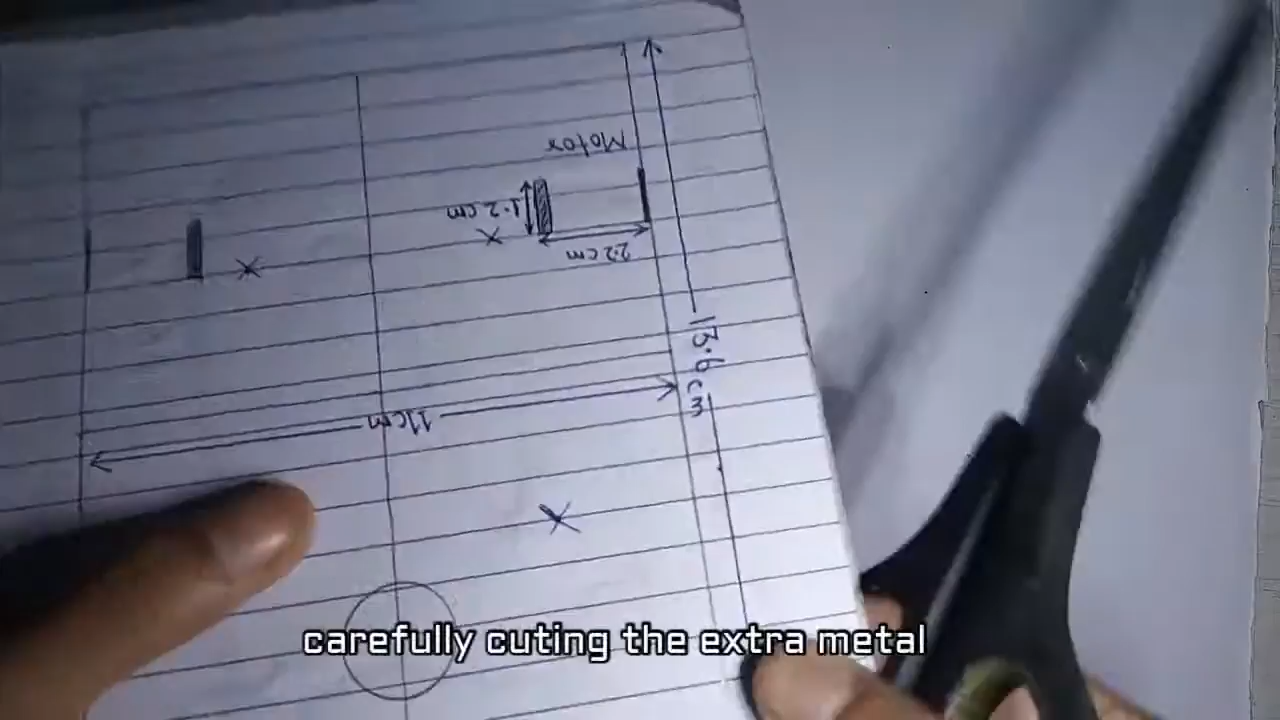 Motor
1.2 cm
2.2 cm
13.6 cm
11cm
carefully cuting the extra metal